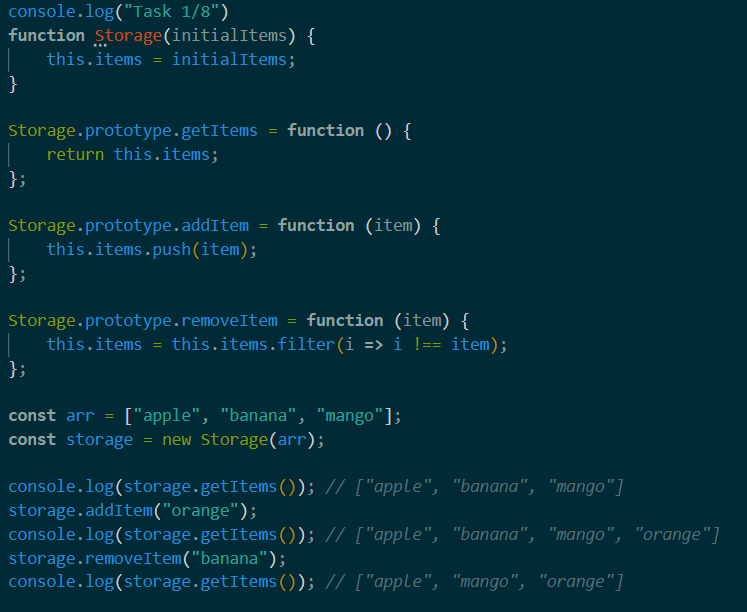 console.log("Task 1/8")
function Storage(initialItems) {
    this.items = initialItems;
}
Storage.prototype.getItems = function () {
    return this.items;
};
Storage.prototype.addItem = function (item) {
    this.items.push(item);
};
Storage.prototype.removeItem = function (item) {
    this.items = this.items.filter(i => i !== item);
};
const arr = ["apple", "banana", "mango"];
const storage = new Storage(arr);
console.log(storage.getItems()); // ["apple", "banana", "mango"]
storage.addItem("orange");
console.log(storage.getItems()); // ["apple", "banana", "mango", "orange"]
storage.removeItem("banana");
console.log(storage.getItems()); // ["apple", "mango", "orange"]